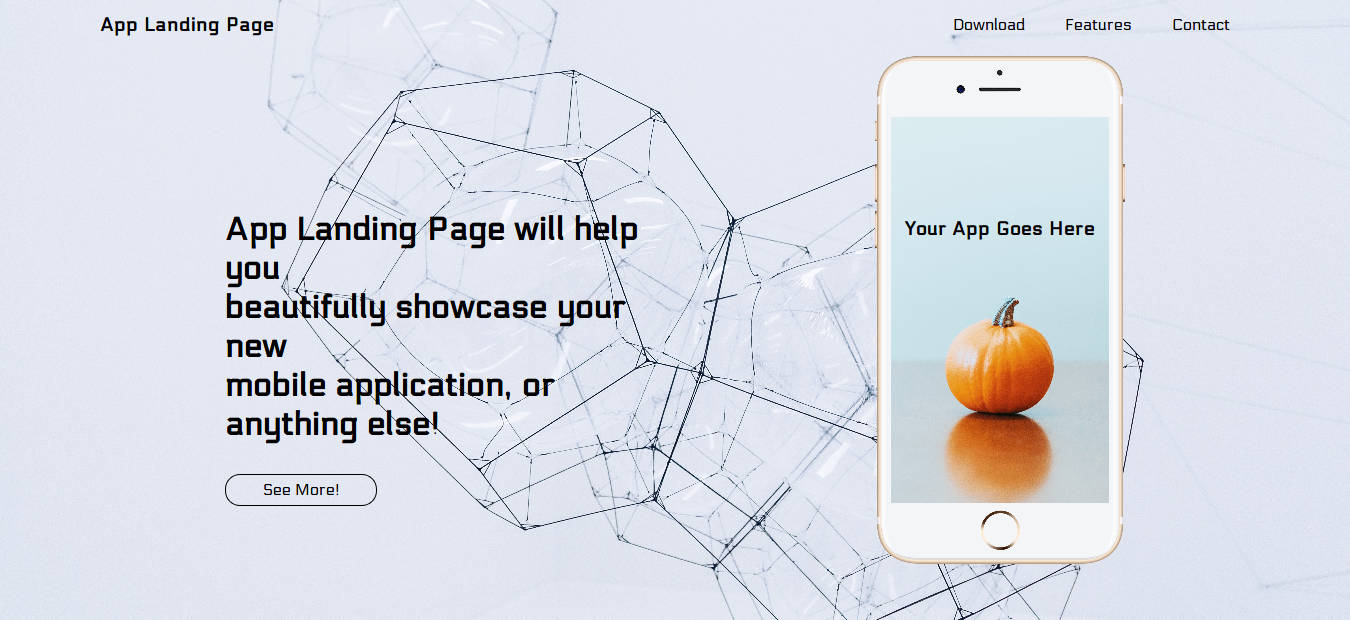 App Landing Page
Download Features Contact
App Landing Page will help
you
beautifully showcase your
new
mobile application, or
anything else!
See More!
Your App Goes Here